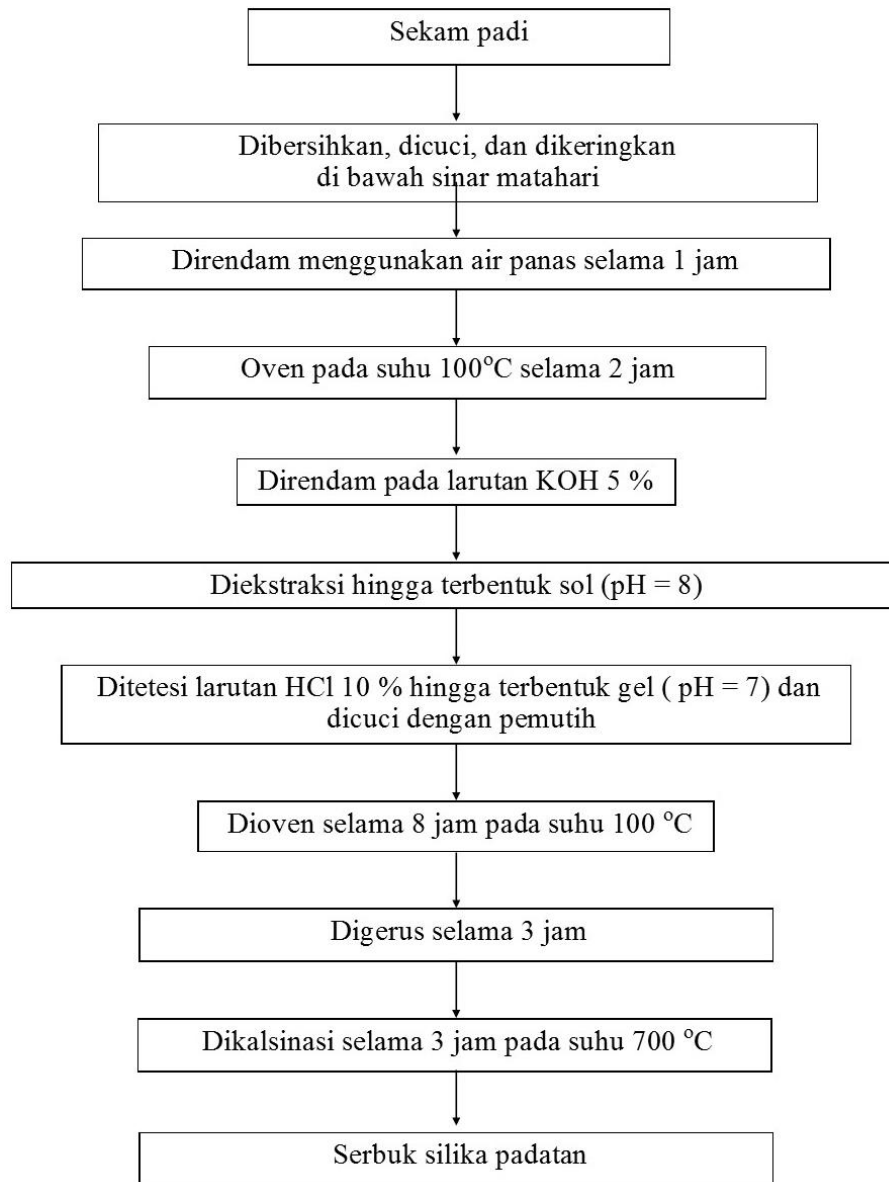 Sekam padi
Dibersihkan, dicuci, dan dikeringkan
di bawah sinar matahari
Direndam menggunakan air panas selama 1 jam
Oven pada suhu 100°C selama 2 jam
Direndam pada larutan KOH 5 %
Diekstraksi hingga terbentuk sol (pH = 8)
Ditetesi larutan HCl 10 % hingga terbentuk gel ( pH = 7) dan
dicuci dengan pemutih
Dioven selama 8 jam pada suhu 100 °C
Digerus selama 3 jam
Dikalsinasi selama 3 jam pada suhu 700 °C
Serbuk silika padatan